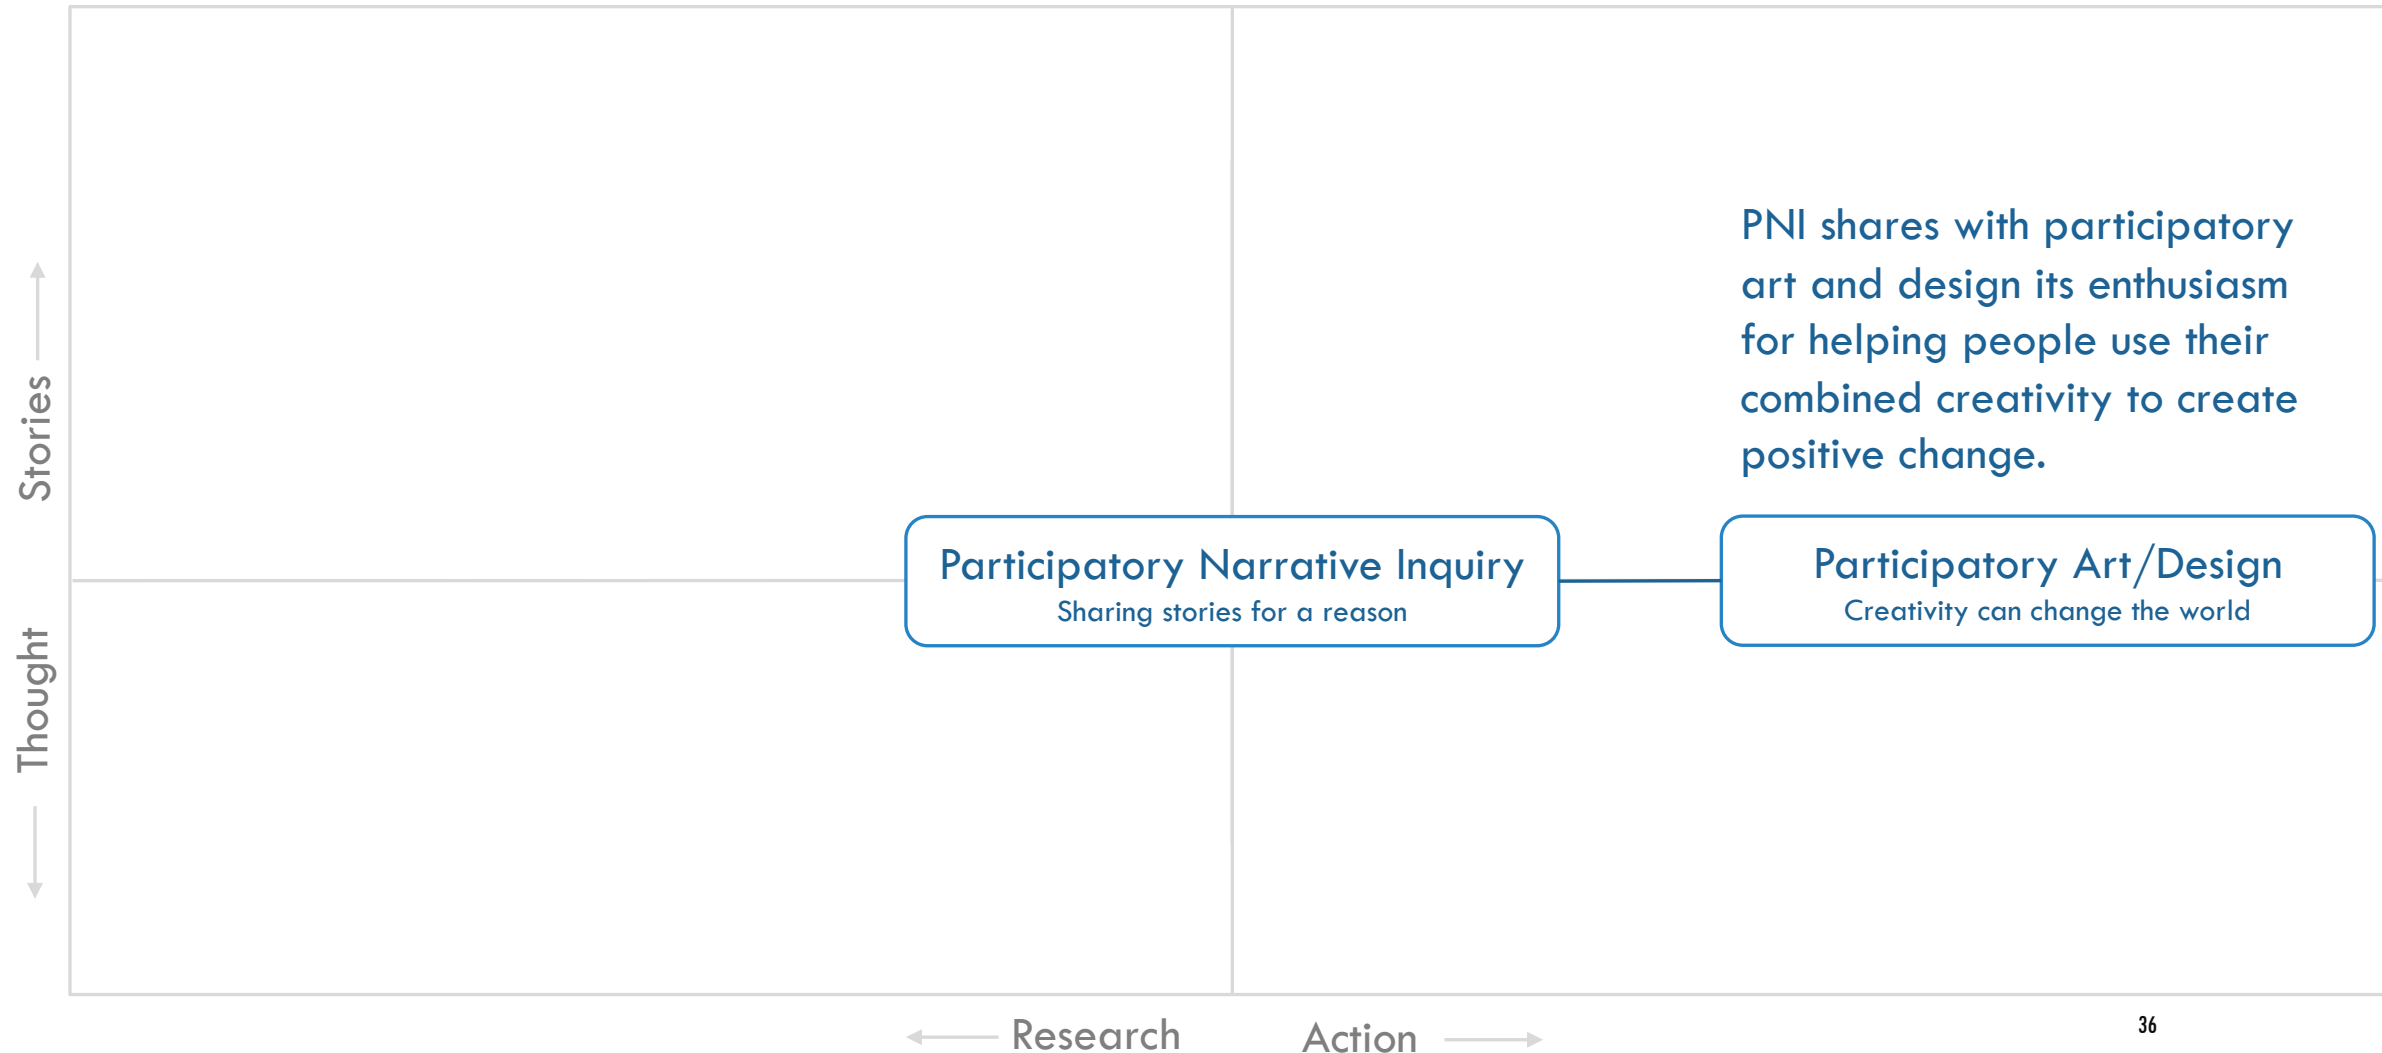 PNI shares with participatory
art and design its enthusiasm
for helping people use their
combined creativity to create
positive change.
Stories
Thought
Participatory Narrative Inquiry
Sharing stories for a reason
Participatory Art/Design
Creativity can change the world
Research
Action
36